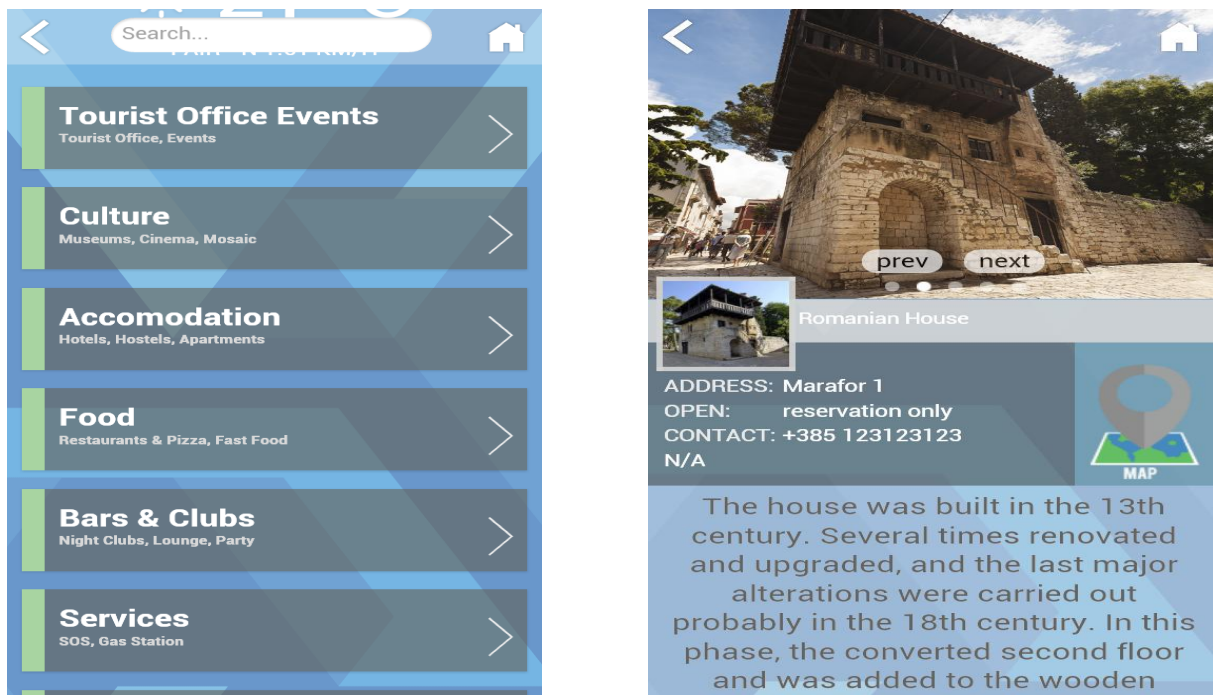 Search...
Tourist Office Events
Tourist Office, Events
Culture
Museums, Cinema, Mosaic
Accomodation
Hotels, Hostels, Apartments
Food
Restaurants & Pizza, Fast Food
Bars & Clubs
Night Clubs, Lounge, Party
Services
SOS, Gas Station
prev next
Romanian House
ADDRESS: Marafor 1
OPEN: reservation only
CONTACT: +385 123123123
N/A
MAP
The house was built in the 13th
century. Several times renovated
and upgraded, and the last major
alterations were carried out
probably in the 18th century. In this
phase, the converted second floor
and was added to the wooden